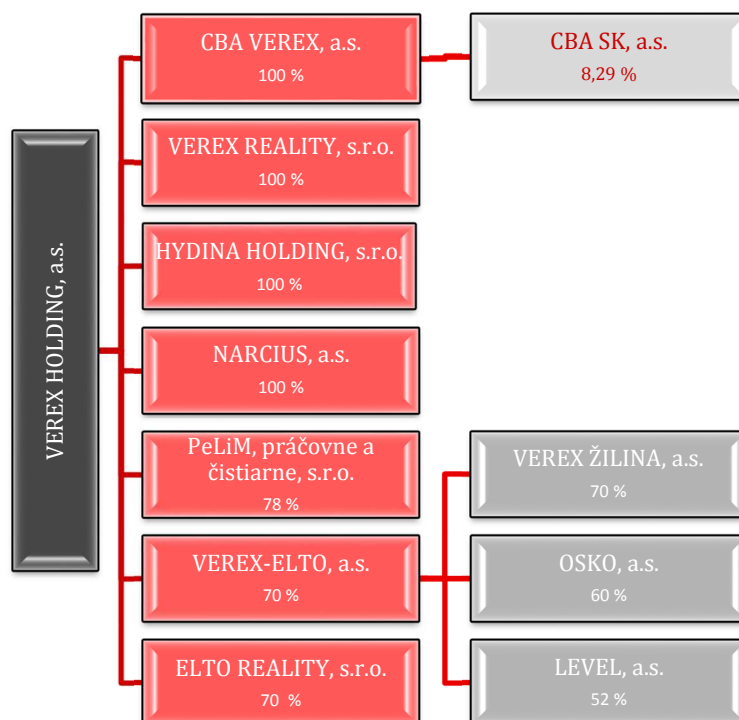 VEREX HOLDING, a.s.
CBA VEREX, a.s.
100 %
CBA SK, a.s.
8,29 %
VEREX REALITY, s.r.o.
100 %
HYDINA HOLDING, s.r.o.
100 %
NARCIUS, a.s.
100 %
PeLiM, práčovne a
čistiarne, s.r.o.
78 %
VEREX-ELTO, a.s.
70 %
VEREX ŽILINA, a.s.
70 %
OSKO, a.s.
60 %
LEVEL, a.s.
52 %
ELTO REALITY, s.r.o.
70 %